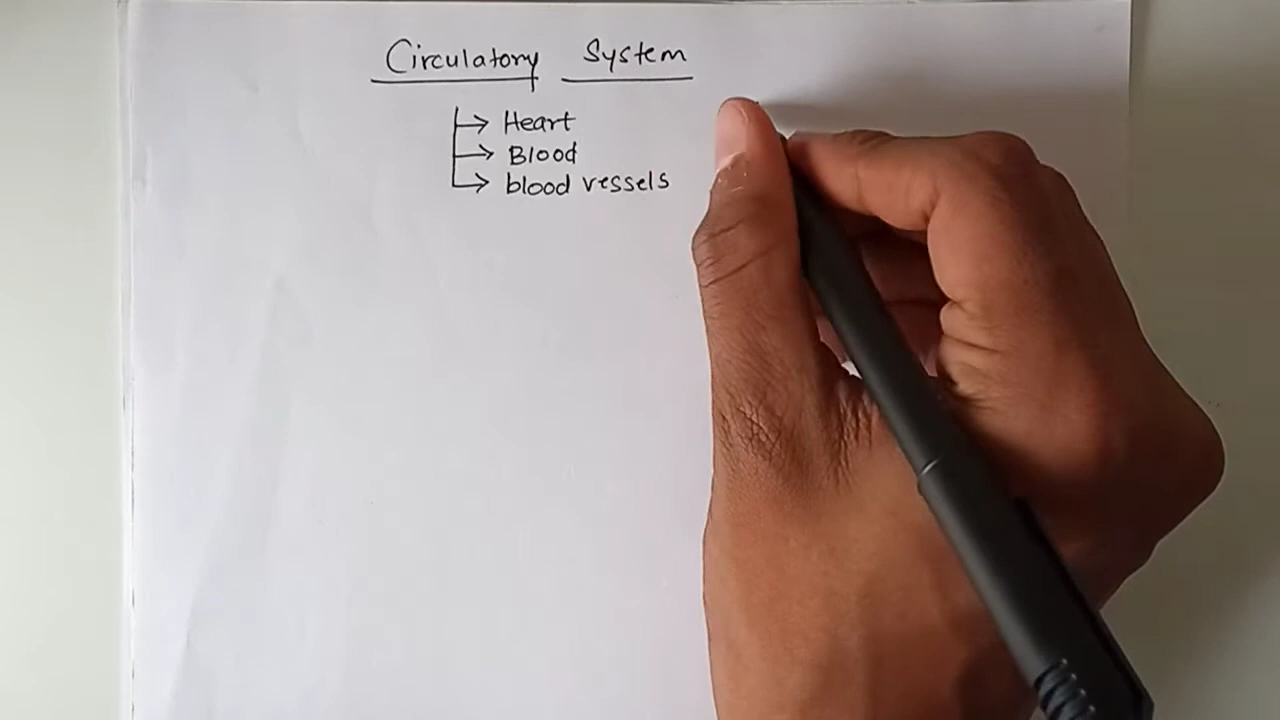 Circulatory System
→ Heart
→ Blood
→ blood vessels